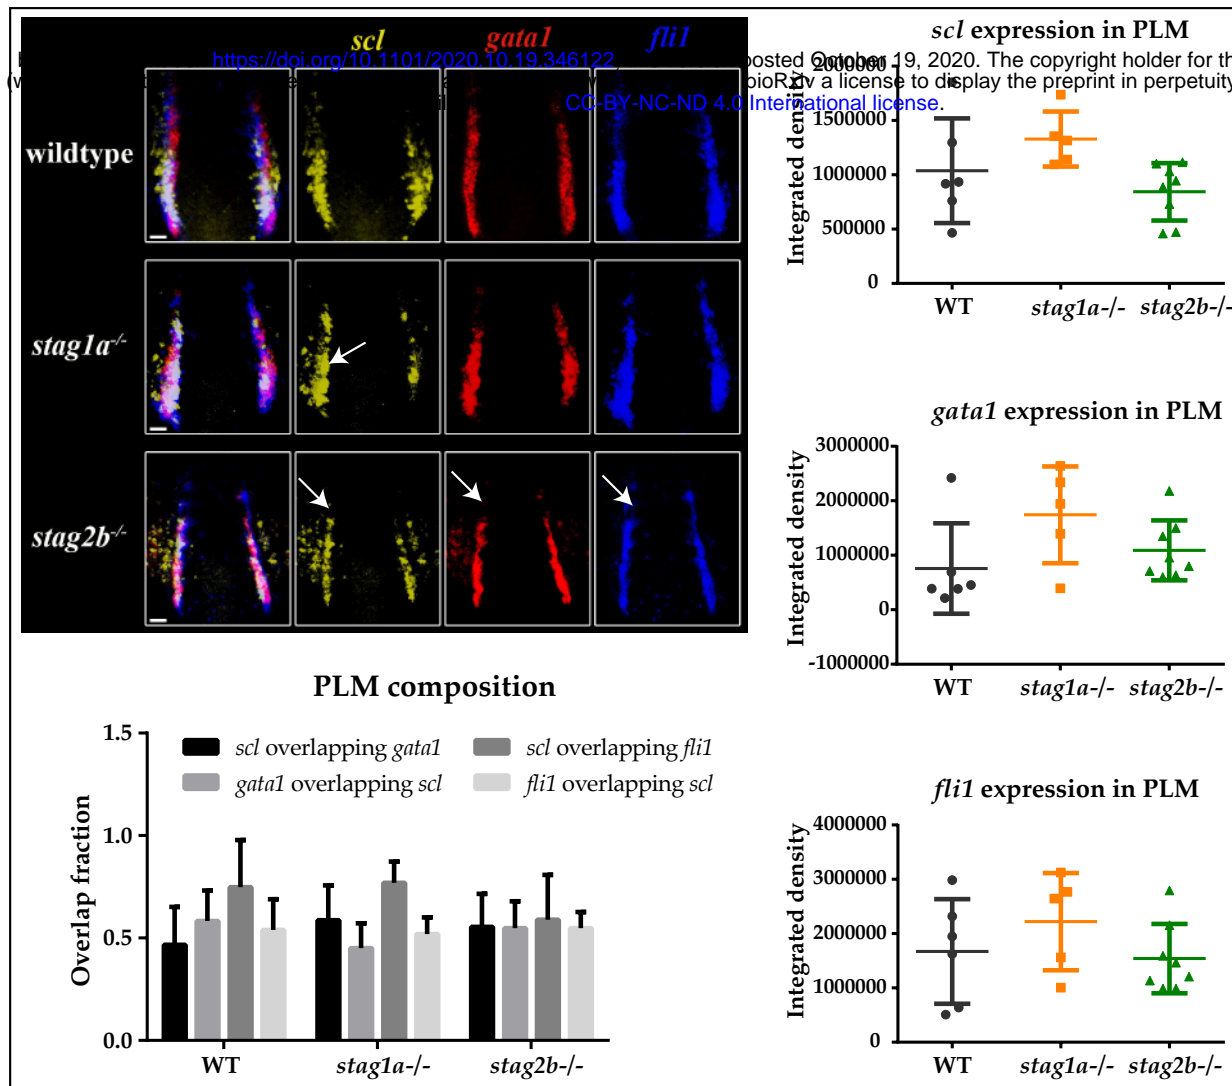 scl gata1 fli1
https://doi.org/10.1101/2020.10.19.346122
posted October 19, 2020. The copyright holder for th
a license to display the preprint in perpetuity
CC-BY-NC-ND 4.0 International license.
wildtype
stag1a-/-
stag2b-/-
scl expression in PLM
Integrated density
2000000
1500000
1000000
500000
0
WT stag1a-/- stag2b-/-
gata1 expression in PLM
Integrated density
3000000
2000000
1000000
0
-1000000
WT stag1a-/- stag2b-/-
PLM composition
Overlap fraction
1.5
1.0
0.5
0.0
scl overlapping gata1 scl overlapping fli1
gata1 overlapping scl fli1 overlapping scl
WT stag1a-/- stag2b-/-
fli1 expression in PLM
Integrated density
4000000
3000000
2000000
1000000
0
WT stag1a-/- stag2b-/-